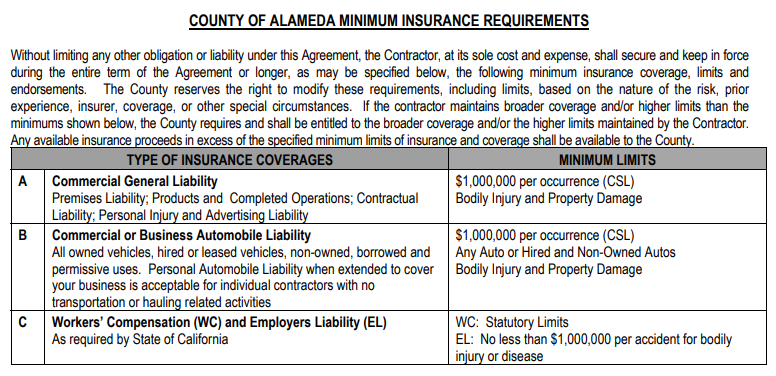 COUNTY OF ALAMEDA MINIMUM INSURANCE REQUIREMENTS
Without limiting any other obligation or liability under this Agreement, the Contractor, at its sole cost and expense, shall secure and keep in force
during the entire term of the Agreement or longer, as may be specified below, the following minimum insurance coverage, limits and
endorsements. The County reserves the right to modify these requirements, including limits, based on the nature of the risk, prior
experience, insurer, coverage, or other special circumstances. If the contractor maintains broader coverage and/or higher limits than the
minimums shown below, the County requires and shall be entitled to the broader coverage and/or the higher limits maintained by the Contractor.
Any available insurance proceeds in excess of the specified minimum limits of insurance and coverage shall be available to the County.
TYPE OF INSURANCE COVERAGES MINIMUM LIMITS
A Commercial General Liability $1,000,000 per occurrence (CSL)
Premises Liability; Products and Completed Operations; Contractual Bodily Injury and Property Damage
Liability; Personal Injury and Advertising Liability
B Commercial or Business Automobile Liability $1,000,000 per occurrence (CSL)
All owned vehicles, hired or leased vehicles, non-owned, borrowed and Any Auto or Hired and Non-Owned Autos
permissive uses. Personal Automobile Liability when extended to cover Bodily Injury and Property Damage
your business is acceptable for individual contractors with no
transportation or hauling related activities
C Workers' Compensation (WC) and Employers Liability (EL) WC: Statutory Limits
As required by State of California EL: No less than $1,000,000 per accident for bodily
injury or disease